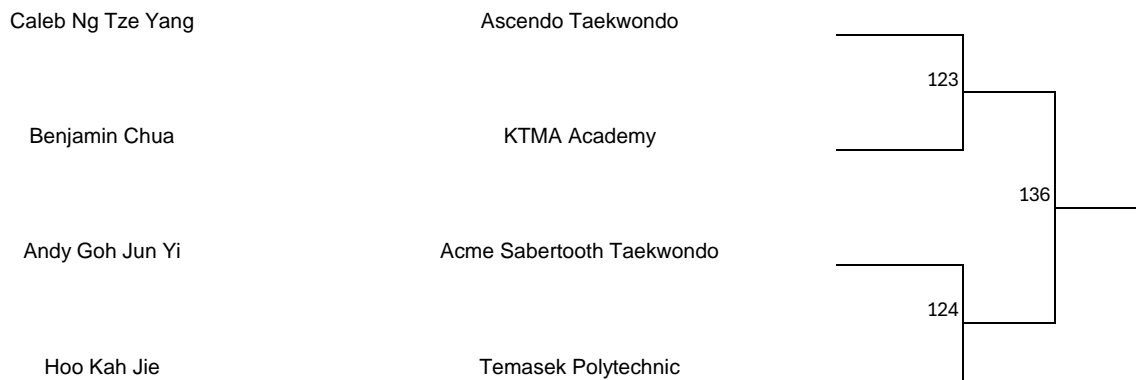 Caleb Ng Tze Yang Ascendo Taekwondo
123
Benjamin Chua KTMA Academy
136
Andy Goh Jun Yi Acme Sabertooth Taekwondo
124
Hoo Kah Jie Temasek Polytechnic